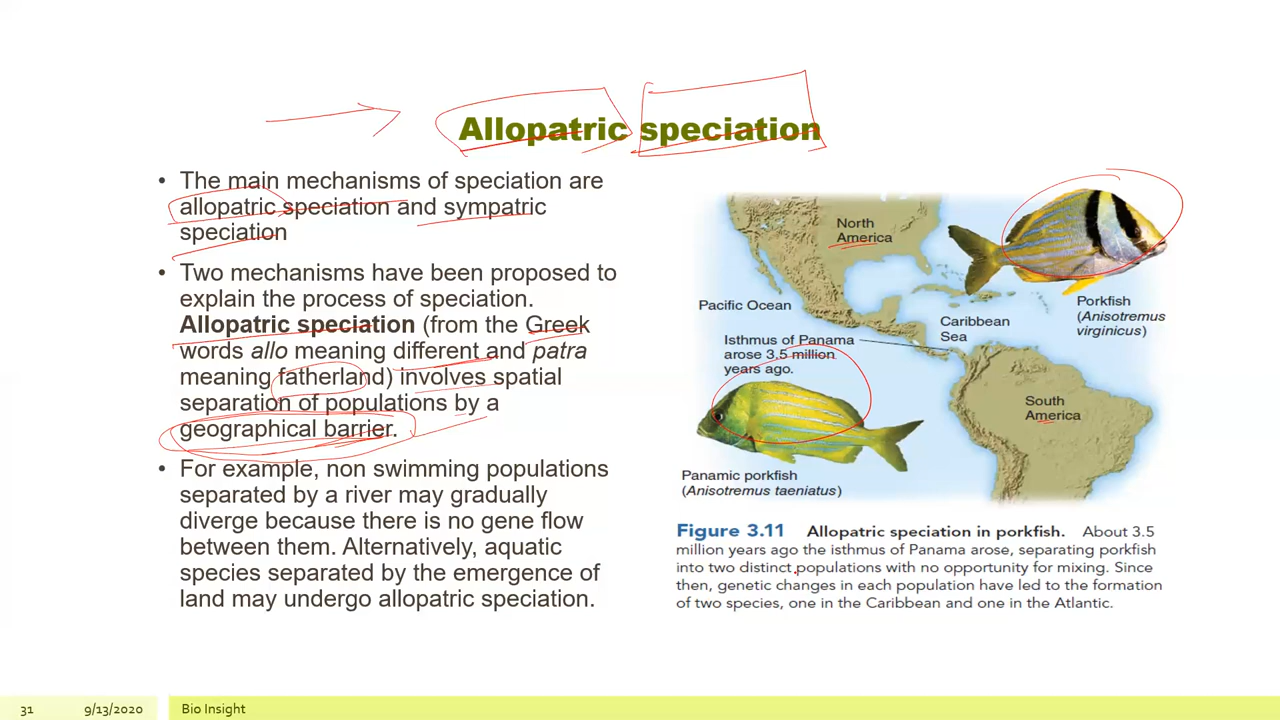 Allopatric speciation
• The main mechanisms of speciation are
allopatric speciation and sympatric
speciation
• Two mechanisms have been proposed to
explain the process of speciation.
Allopatric speciation (from the Greek
words allo meaning different and patra
meaning fatherland) involves spatial
separation of populations by a
geographical barrier.
• For example, non swimming populations
separated by a river may gradually
diverge because there is no gene flow
between them. Alternatively, aquatic
species separated by the emergence of
land may undergo allopatric speciation.
North
America
Pacific Ocean
Caribbean
Sea
Porkfish
(Anisotremus
virginicus)
Isthmus of Panama
arose 3.5 million
years ago.
South
America
Panamic porkfish
(Anisotremus taeniatus)
Figure 3.11 Allopatric speciation in porkfish. About 3.5
million years ago the isthmus of Panama arose, separating porkfish
into two distinct populations with no opportunity for mixing. Since
then, genetic changes in each population have led to the formation
of two species, one in the Caribbean and one in the Atlantic.
31 9/13/2020 Bio Insight